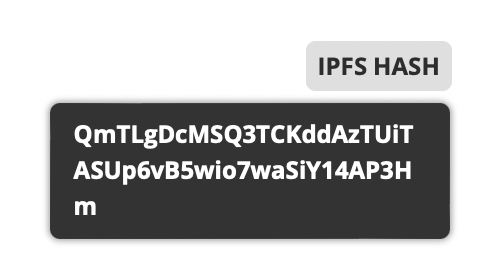 IPFS HASH
QmTLgDcMSQ3TCKddAzTUiT
ASUp6vB5wio7waSiY14AP3H
m